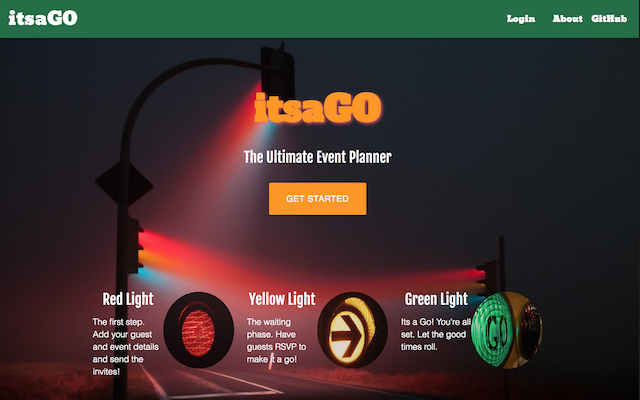 itsaGO
Login About GitHub
itsaGO
The Ultimate Event Planner
GET STARTED
Red Light
The first step.
Add your guest
and event details
and send the
invites!
Yellow Light
The waiting
phase. Have
guests RSVP to
make it a go!
Green Light
Its a Go! You're all
set. Let the good
times roll.
GO